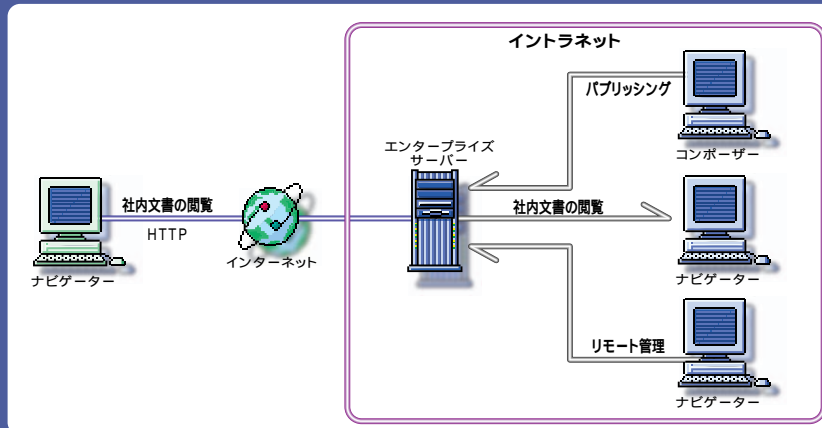 イントラネット
パブリッシング
コンポーザー
エンタープライズ
サーバー
社内文書の閲覧
HTTP
インターネット
ナビゲーター
社内文書の閲覧
ナビゲーター
リモート管理
ナビゲーター